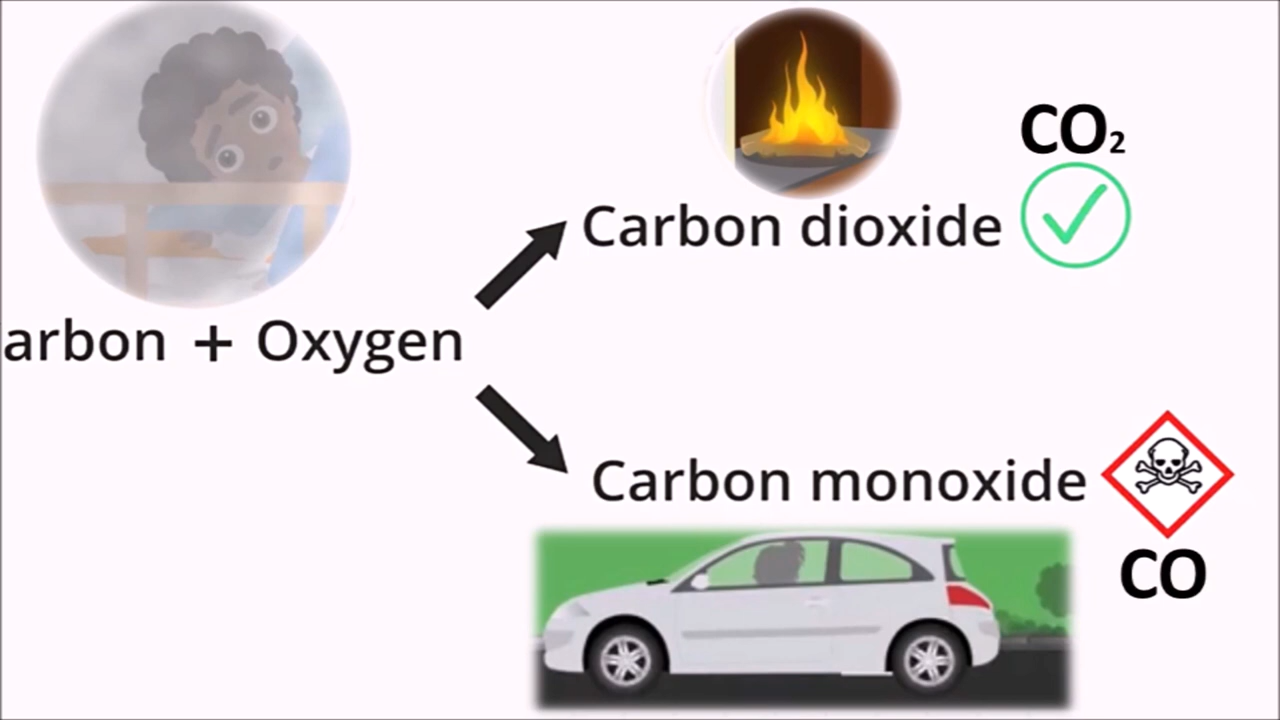 CO₂
Carbon dioxide
arbon + Oxygen
Carbon monoxide
CO